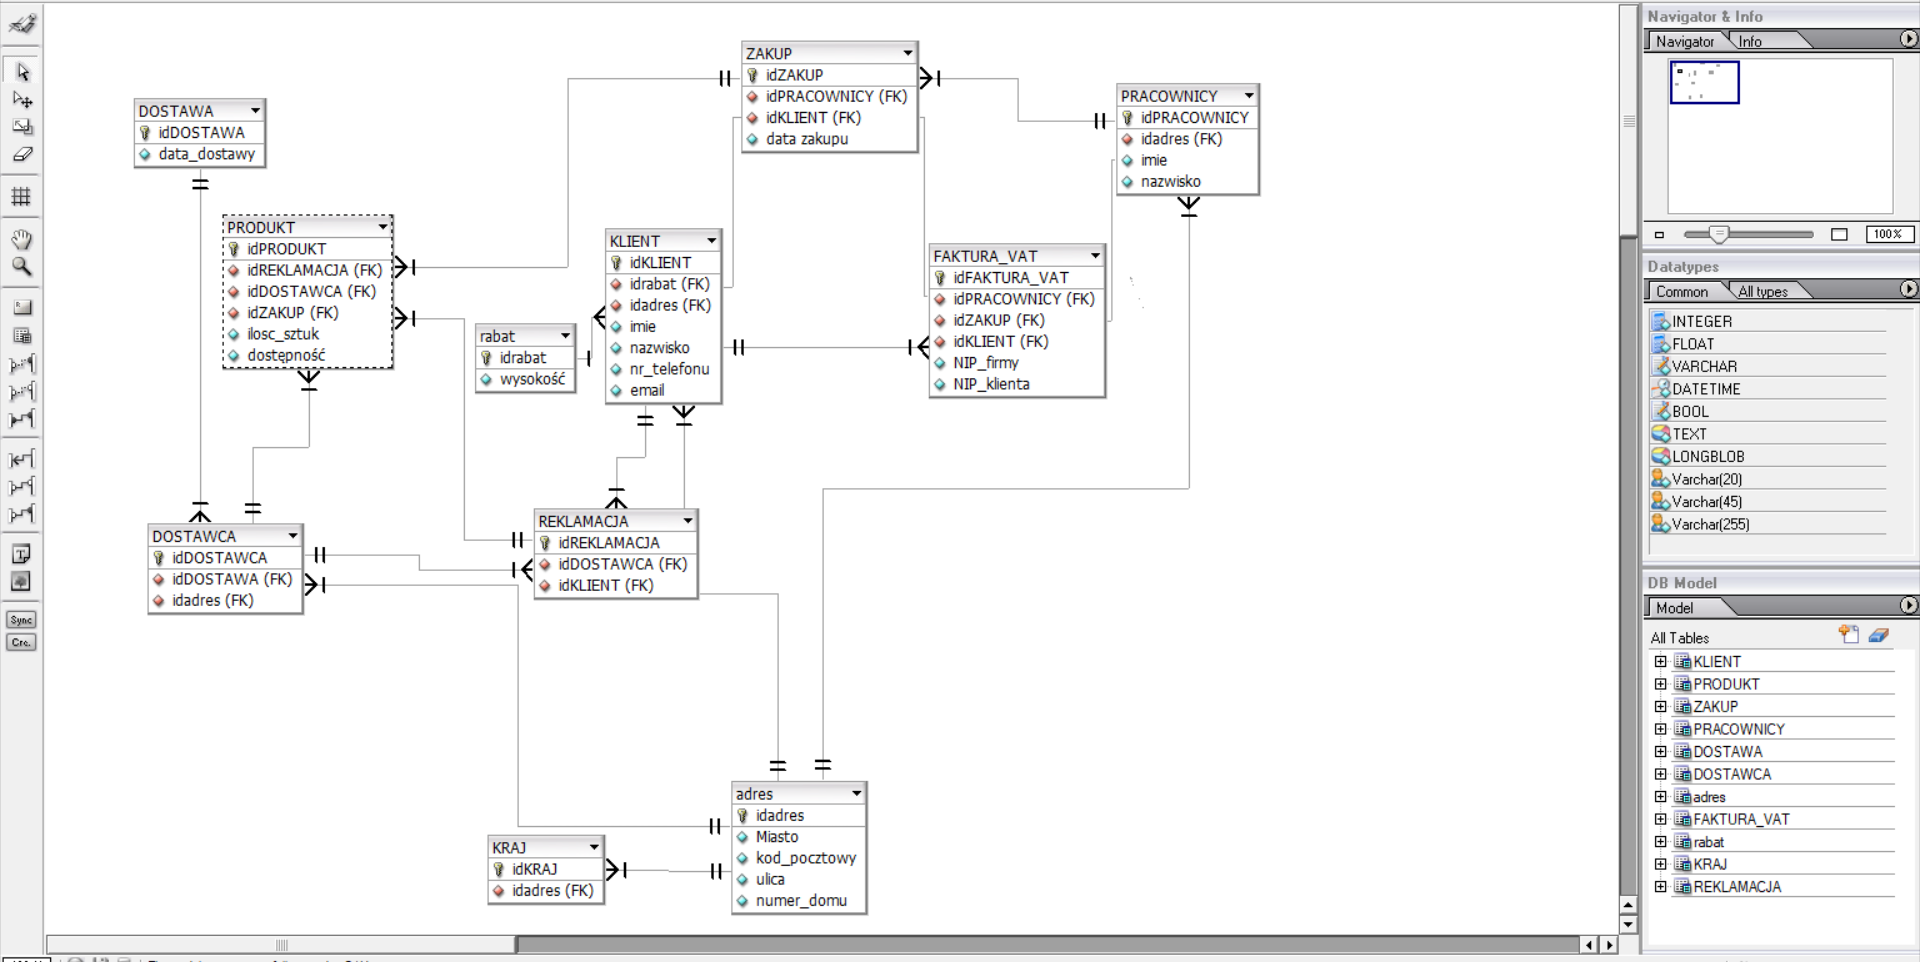 ZAKUP
idZAKUP
idPRACOWNICY (FK)
idKLIENT (FK)
data zakupu
PRACOWNICY
idPRACOWNICY
idadres (FK)
imie
nazwisko
DOSTAWA
idDOSTAWA
data_dostawy
PRODUKT
idPRODUKT
idREKLAMACJA (FK)
idDOSTAWCA (FK)
idZAKUP (FK)
ilosc_sztuk
dostępność
KLIENT
idKLIENT
idrabat (FK)
idadres (FK)
imie
nazwisko
nr_telefonu
email
rabat
idrabat
wysokość
FAKTURA_VAT
idFAKTURA_VAT
idPRACOWNICY (FK)
idZAKUP (FK)
idKLIENT (FK)
NIP_firmy
NIP_klienta
DOSTAWCA
idDOSTAWCA
idDOSTAWA (FK)
idadres (FK)
REKLAMACJA
idREKLAMACJA
idDOSTAWCA (FK)
idKLIENT (FK)
adres
idadres
Miasto
kod_pocztowy
ulica
numer_domu
KRAJ
idKRAJ
idadres (FK)
Sync
Cre.
Navigator & Info
Navigator Info
100%
Datatypes
Common All types
INTEGER
FLOAT
VARCHAR
DATETIME
BOOL
TEXT
LONGBLOB
Varchar(20)
Varchar(45)
Varchar(255)
DB Model
Model
All Tables
KLIENT
PRODUKT
ZAKUP
PRACOWNICY
DOSTAWA
DOSTAWCA
adres
FAKTURA_VAT
rabat
KRAJ
REKLAMACJA